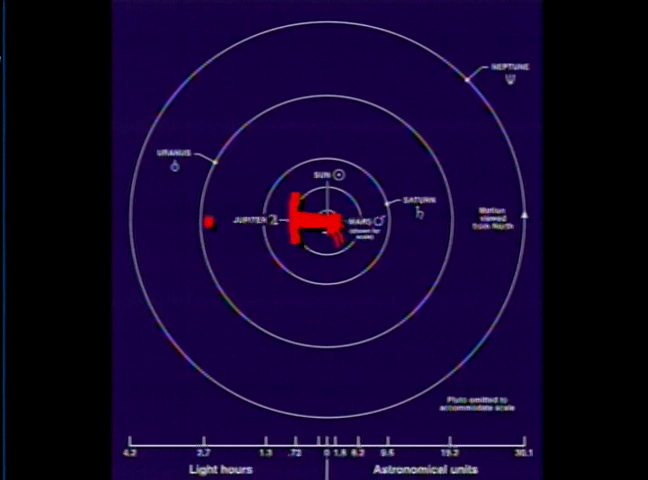 NEPTUNE
URANUS
SUN
SATURN
JUPITER
MARS
(shown for
scale)
Motion
viewed
from North
Pluto omitted to
accommodate scale
4.2 2.7 1.3 .72 0 1.5 5.2 9.5 19.2 30.1
Light hours Astronomical units